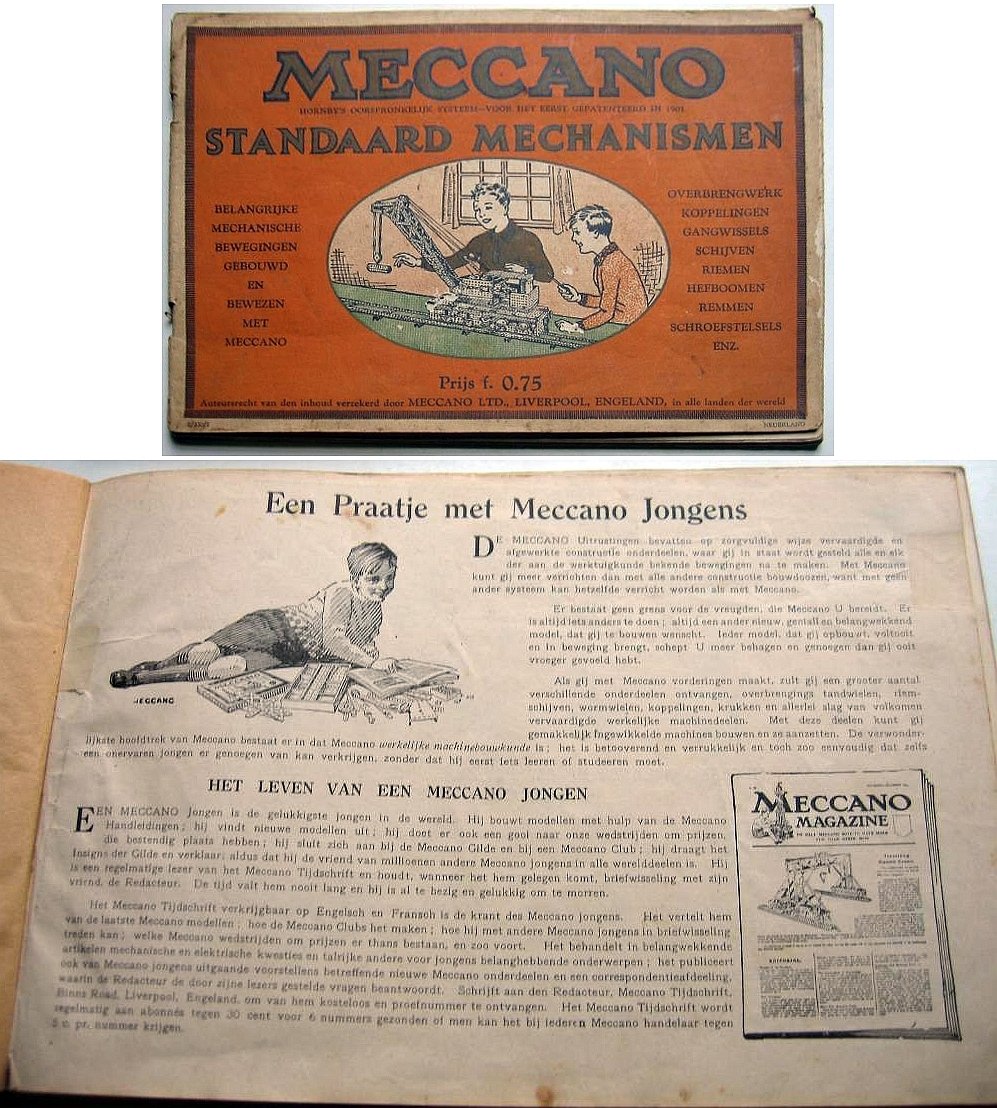 MECCANO
HORNBY'S OORSPRONKELIJK SYSTEEM—VOOR HET EERST GEPATENTEERD IN 1901
STANDAARD MECHANISMEN
BELANGRIJKE
MECHANISCHE
BEWEGINGEN
GEBOUWD
EN
BEWEZEN
MET
MECCANO
OVERBRENGWERK
KOPPELINGEN
GANGWISSELS
SCHIJVEN
RIEMEN
HEFBOOMEN
REMMEN
SCHROEFSTELSELS
ENZ.
Prijs f. 0.75
Auteursrecht van den inhoud verzekerd door MECCANO LTD., LIVERPOOL, ENGELAND, in alle landen der wereld
NEDERLAND
Een Praatje met Meccano Jongens
DE MECCANO Uitrustingen bevatten op zorgvuldige wijze vervaardigde en
afgewerkte constructie onderdeelen, waar gij in staat wordt gesteld alle en elk
der aan de werktuigkunde bekende bewegingen na te maken. Met Meccano
kunt gij meer verrichten dan met alle andere constructie bouwdoozen, want met geen
ander systeem kan hetzelfde verricht worden als met Meccano.
Er bestaat geen grens voor de vreugden, die Meccano U bereidt. Er
is altijd iets anders te doen; altijd een ander nieuw, geniall en belangwekkend
model, dat gij te bouwen wenscht. Ieder model, dat gij opbouwt, voltooit
en in beweging brengt, schept U meer behagen en genoegen dan gij ooit
vroeger gevoeld hebt.
Als gij met Meccano vorderingen maakt, zult gij een grooter aantal
verschillende onderdeelen ontvangen, overbrengings tandwielen, riem-
schijven, wormwielen, koppelingen, krukken en allerlei slag van volkomen
vervaardigde werkelijke machinedeelen. Met deze deelen kunt gij
gemakkelijk ingewikkelde machines bouwen en ze aanzetten. De verwonder-
lijkste hoofdtrek van Meccano bestaat er in dat Meccano werkelijke machinebouwkunde is; het is betooverend en verrukkelijk en toch zoo eenvoudig dat zelfs
een onervaren jongen er genoegen van kan verkrijgen, zonder dat hij eerst iets leeren of studeeren moet.
MECCANO
HET LEVEN VAN EEN MECCANO JONGEN
EEN MECCANO Jongen is de gelukkigste jongen in de wereld. Hij bouwt modellen met hulp van de Meccano
Handleidingen; hij vindt nieuwe modellen uit; hij doet er ook een gooi naar onze wedstrijden om prijzen,
die bestendig plaats hebben; hij sluit zich aan bij de Meccano Gilde en bij een Meccano Club; hij draagt het
Insigne der Gilde en verklaart aldus dat hij de vriend van millioenen andere Meccano jongens in alle werelddeelen is. Hij
is een regelmatige lezer van het Meccano Tijdschrift en houdt, wanneer het hem gelegen komt, briefwisseling met zijn
vriend, de Redacteur. De tijd valt hem nooit lang en hij is al te bezig en gelukkig om te morren.
Het Meccano Tijdschrift verkrijgbaar op Engelsch en Fransch is de krant des Meccano jongens. Het vertelt hem
van de laatste Meccano modellen; hoe de Meccano Clubs het maken; hoe hij met andere Meccano jongens in briefwisseling
treden kan; welke Meccano wedstrijden om prijzen er thans bestaan, en zoo voort. Het behandelt in belangwekkende
artikelen mechanische en elektrische kwesties en talrijke andere voor jongens belanghebbende onderwerpen; het publiceert
ook van Meccano jongens uitgaande voorstellens betreffende nieuwe Meccano onderdeelen en een correspondentieafdeeling,
waarin de Redacteur de door zijne lezers gestelde vragen beantwoordt. Schrijft aan den Redacteur, Meccano Tijdschrift,
Binns Road, Liverpool, Engeland, om van hem kosteloos en proefnummer te ontvangen. Het Meccano Tijdschrift wordt
regelmatig aan abonnés tegen 30 cent voor 6 nummers gezonden of men kan het bij iederen Meccano handelaar tegen
5 c. pr. nummer krijgen.
MECCANO
MAGAZINE
EDITORIAL